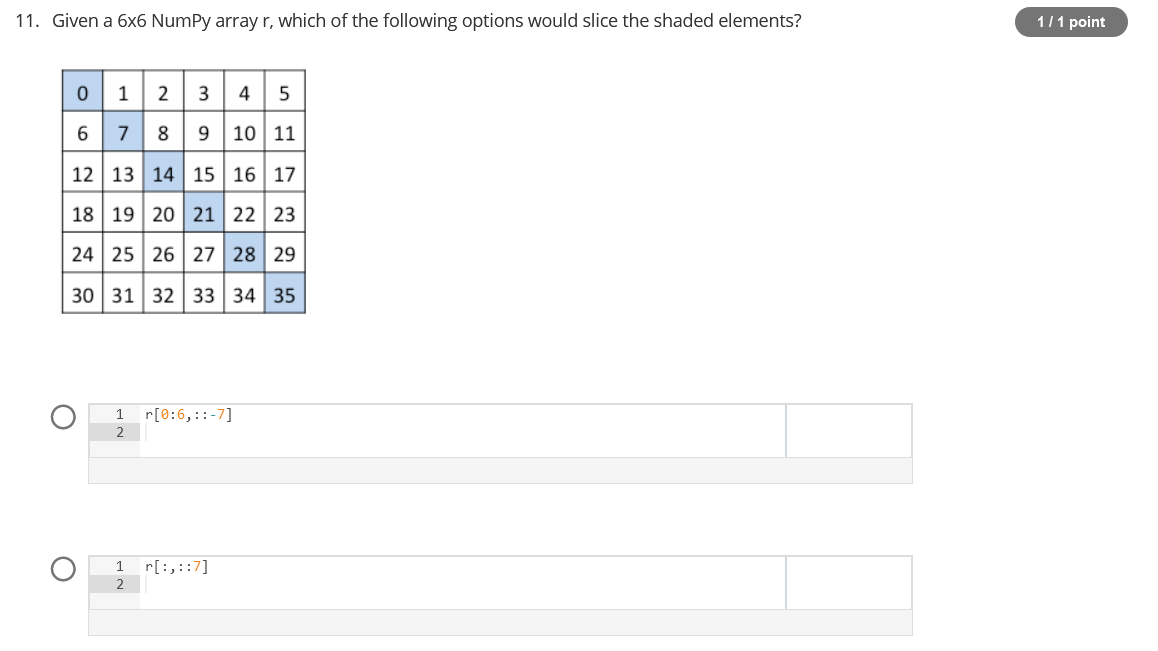 11. Given a 6x6 NumPy array r, which of the following options would slice the shaded elements?
1 / 1 point
0 1 2 3 4 5
6 7 8 9 10 11
12 13 14 15 16 17
18 19 20 21 22 23
24 25 26 27 28 29
30 31 32 33 34 35
1 r[0:6,::-7]
2
1 r[:,::7]
2